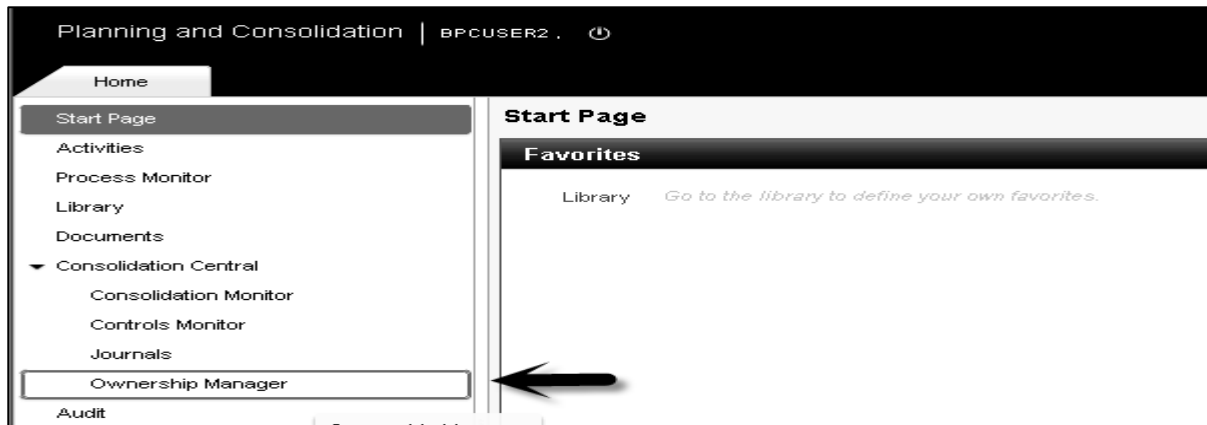 Planning and Consolidation | BPCUSER2 .
Home
Start Page
Activities
Process Monitor
Library
Documents
Consolidation Central
Consolidation Monitor
Controls Monitor
Journals
Ownership Manager
Audit
Start Page
Favorites
Library Go to the library to define your own favorites.